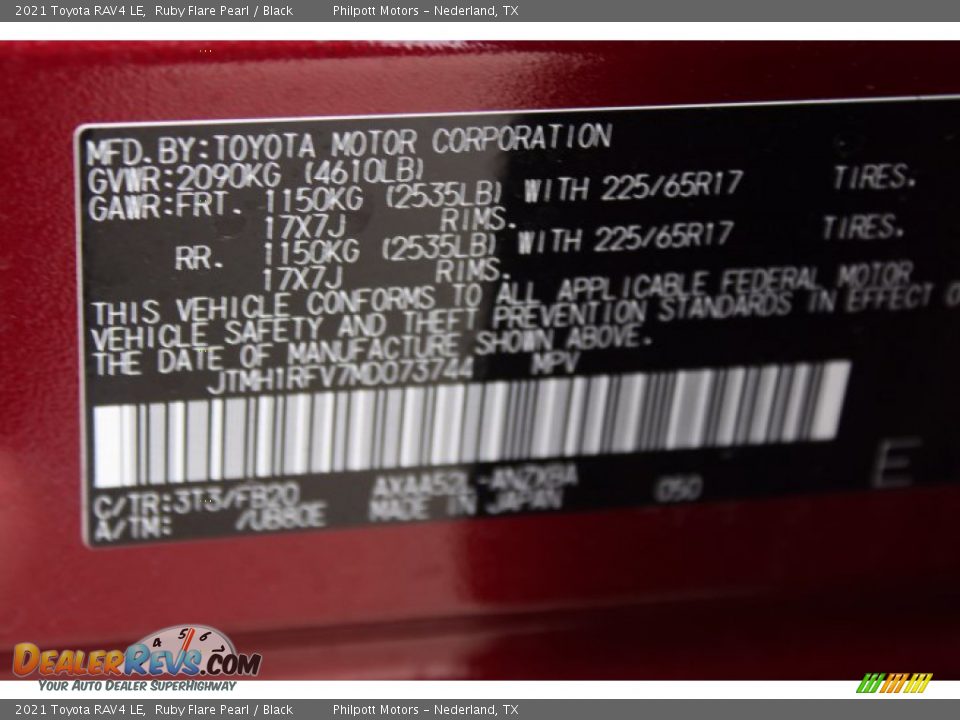 2021 Toyota RAV4 LE, Ruby Flare Pearl / Black Philpott Motors - Nederland, TX
MFD.BY:TOYOTA MOTOR CORPORATION
GVWR:2090KG (4610LB)
GAWR:FRT. 1150KG (2535LB) WITH 225/65R17 TIRES.
17X7J RIMS.
RR. 1150KG (2535LB) WITH 225/65R17 TIRES.
17X7J RIMS.
THIS VEHICLE CONFORMS TO ALL APPLICABLE FEDERAL MOTOR
VEHICLE SAFETY AND THEFT PREVENTION STANDARDS IN EFFECT O
THE DATE OF MANUFACTURE SHOWN ABOVE.
JTMH1RFV7MD073744 MPV
C/TR:3T3/FB20 AXAA52L-ANZXBA 050
A/TM: /UB80E MADE IN JAPAN
E
4 5 6
DEALERREVS.COM
YOUR AUTO DEALER SUPERHIGHWAY
2021 Toyota RAV4 LE, Ruby Flare Pearl / Black Philpott Motors - Nederland, TX